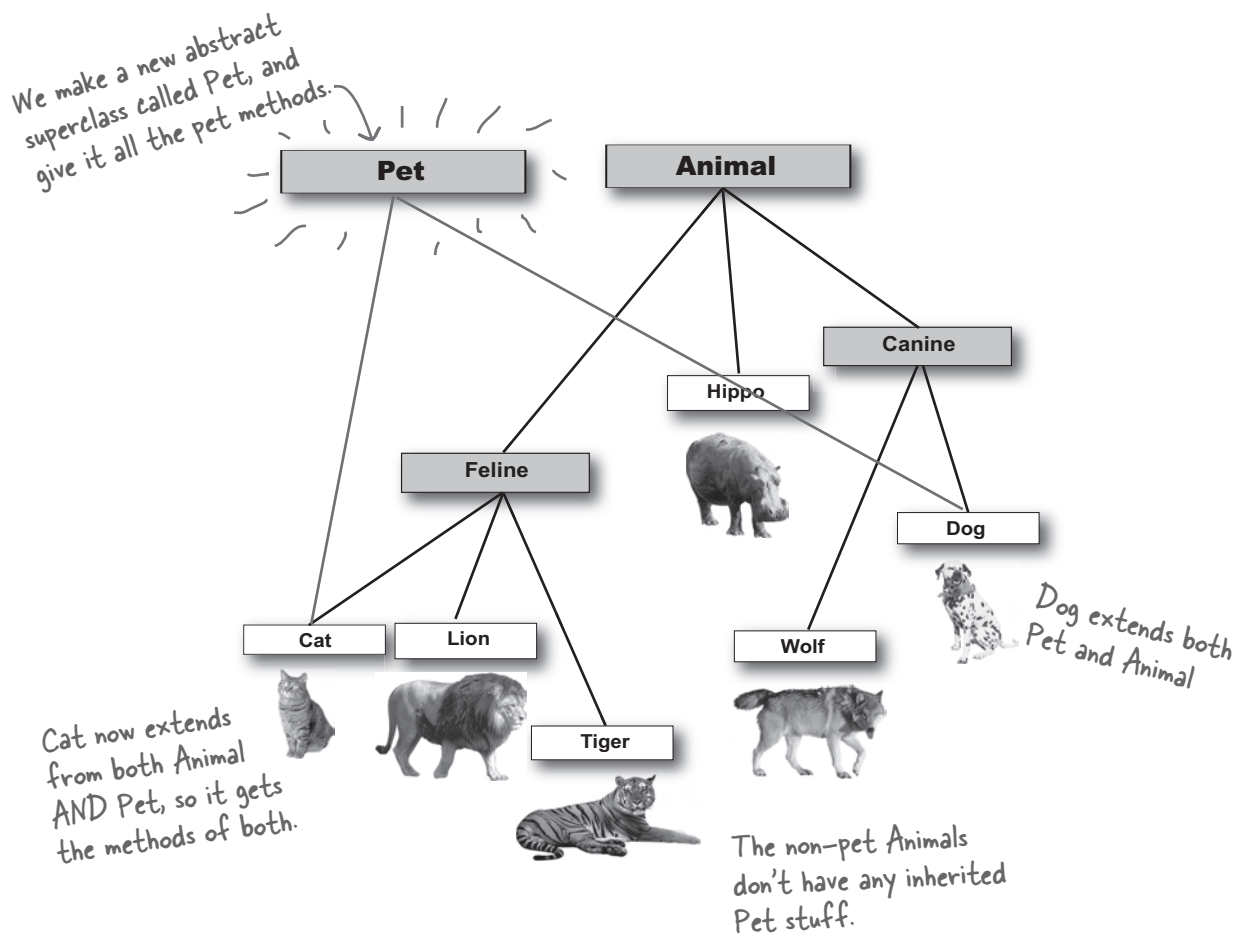 We make a new abstract
superclass called Pet, and
give it all the pet methods.
Pet
Animal
Canine
Hippo
Feline
Dog
Dog extends both
Pet and Animal
Cat
Lion
Wolf
Tiger
Cat now extends
from both Animal
AND Pet, so it gets
the methods of both.
The non-pet Animals
don't have any inherited
Pet stuff.